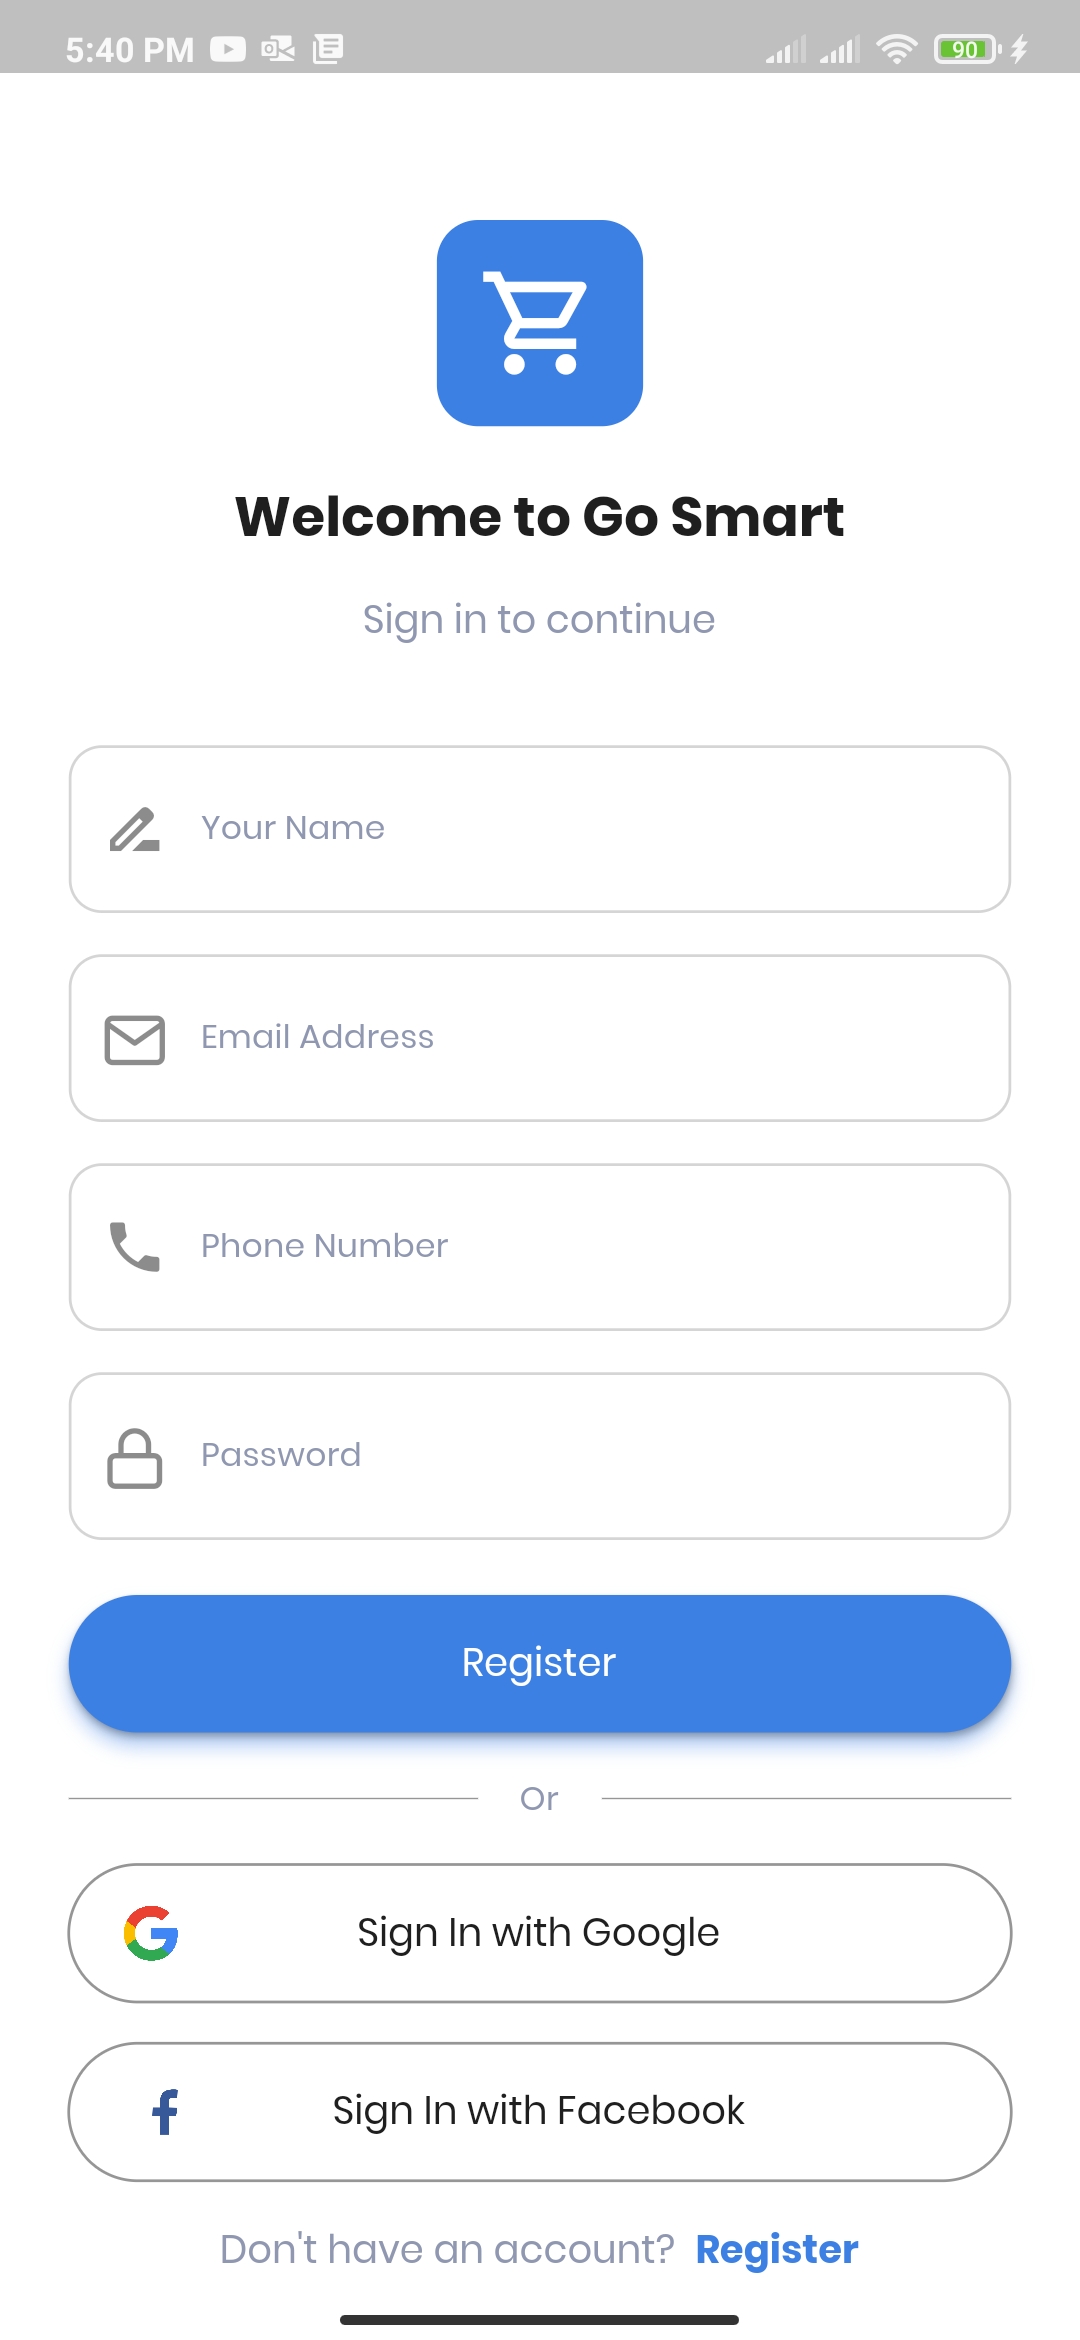 5:40 PM
90
Welcome to Go Smart
Sign in to continue
Your Name
Email Address
Phone Number
Password
Register
Or
Sign In with Google
Sign In with Facebook
Don't have an account? Register